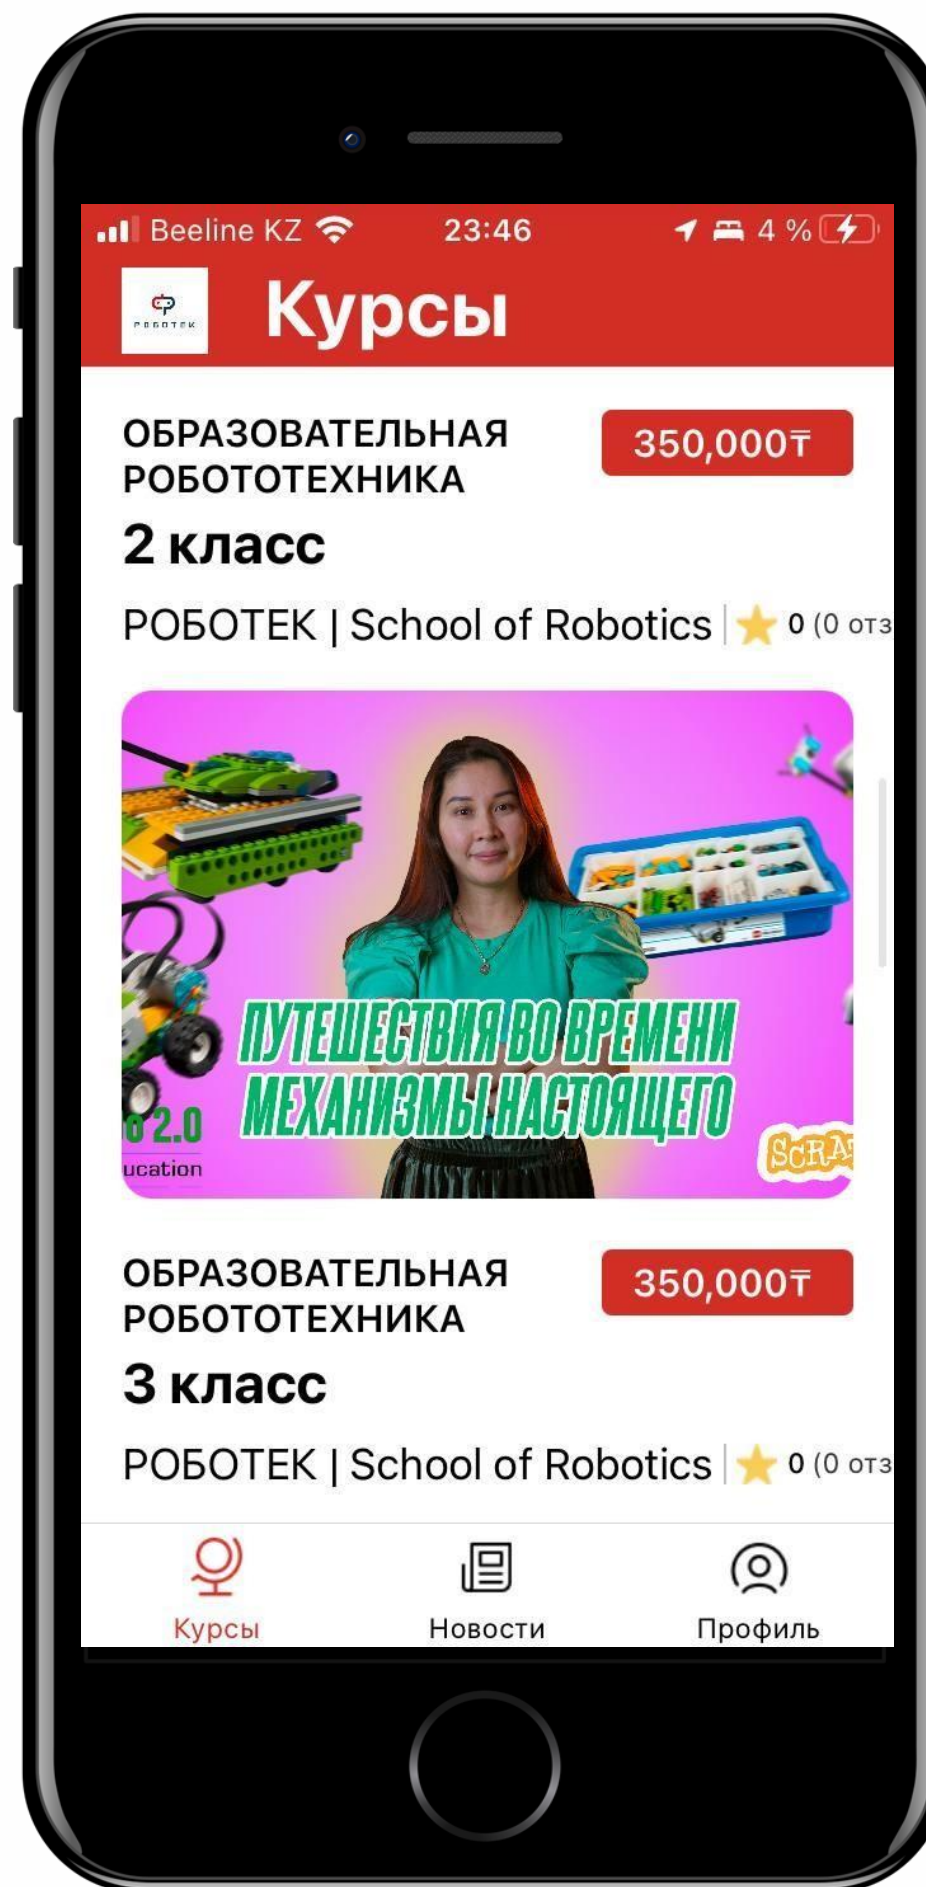 Beeline KZ 23:46 4 %
РОБОТЕК
Курсы
ОБРАЗОВАТЕЛЬНАЯ
РОБОТОТЕХНИКА
350,000₸
2 класс
РОБОТЕК | School of Robotics 0 (0 отз
ПУТЕШЕСТВИЯ ВО ВРЕМЕНИ
МЕХАНИЗМЫ НАСТОЯЩЕГО
o 2.0
ucation
SCRA
ОБРАЗОВАТЕЛЬНАЯ
РОБОТОТЕХНИКА
350,000₸
3 класс
РОБОТЕК | School of Robotics 0 (0 отз
Курсы Новости Профиль